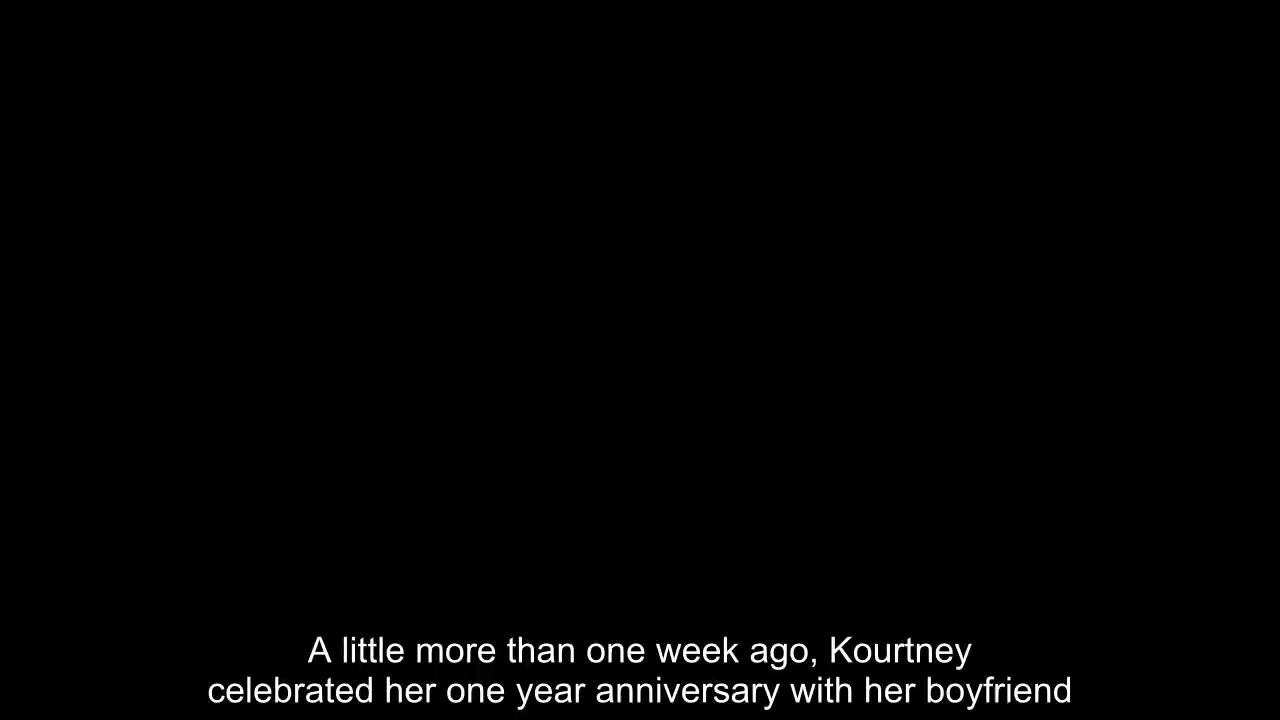 A little more than one week ago, Kourtney
celebrated her one year anniversary with her boyfriend